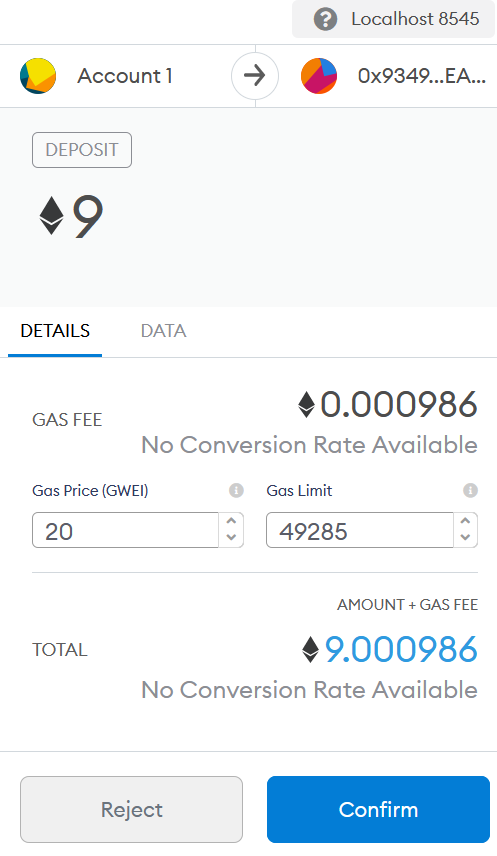 Localhost 8545
Account 1
0x9349...EA...
DEPOSIT
9
DETAILS DATA
GAS FEE
0.000986
No Conversion Rate Available
Gas Price (GWEI) Gas Limit
20 49285
AMOUNT + GAS FEE
TOTAL
9.000986
No Conversion Rate Available
Reject Confirm